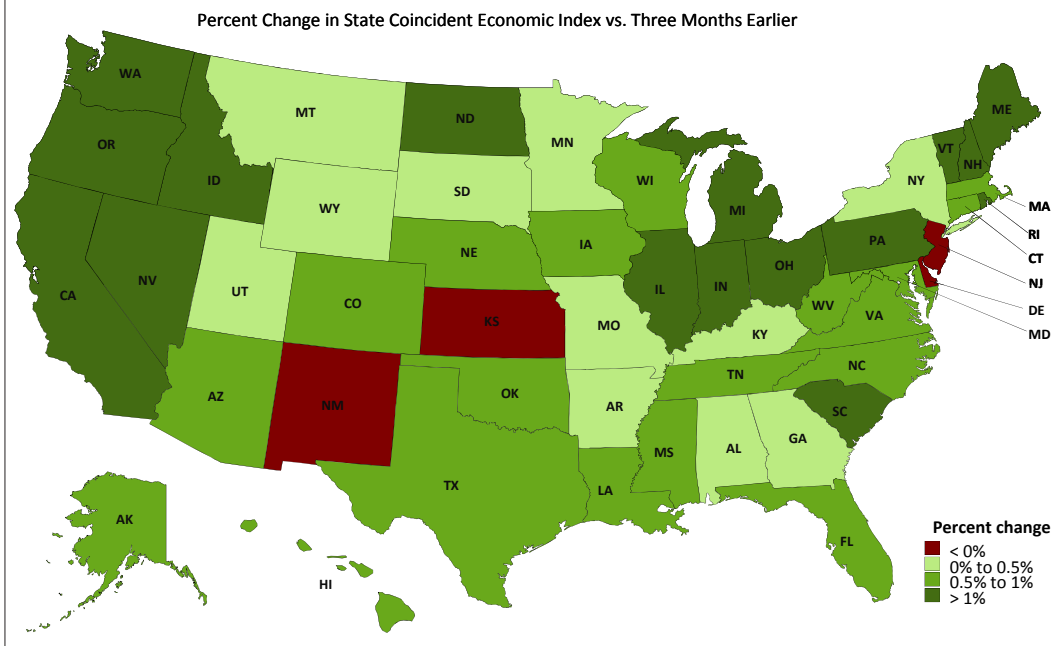 Percent Change in State Coincident Economic Index vs. Three Months Earlier
WA
MT
ND
MN
ME
OR
ID
SD
WI
VT
NH
NY
WY
MI
MA
RI
CT
NJ
DE
MD
NE
IA
PA
NV
UT
CO
IL
IN
OH
CA
KS
MO
WV
VA
KY
AZ
NM
OK
TN
NC
AR
SC
MS
AL
GA
TX
LA
AK
HI
FL
Percent change
< 0%
0% to 0.5%
0.5% to 1%
> 1%